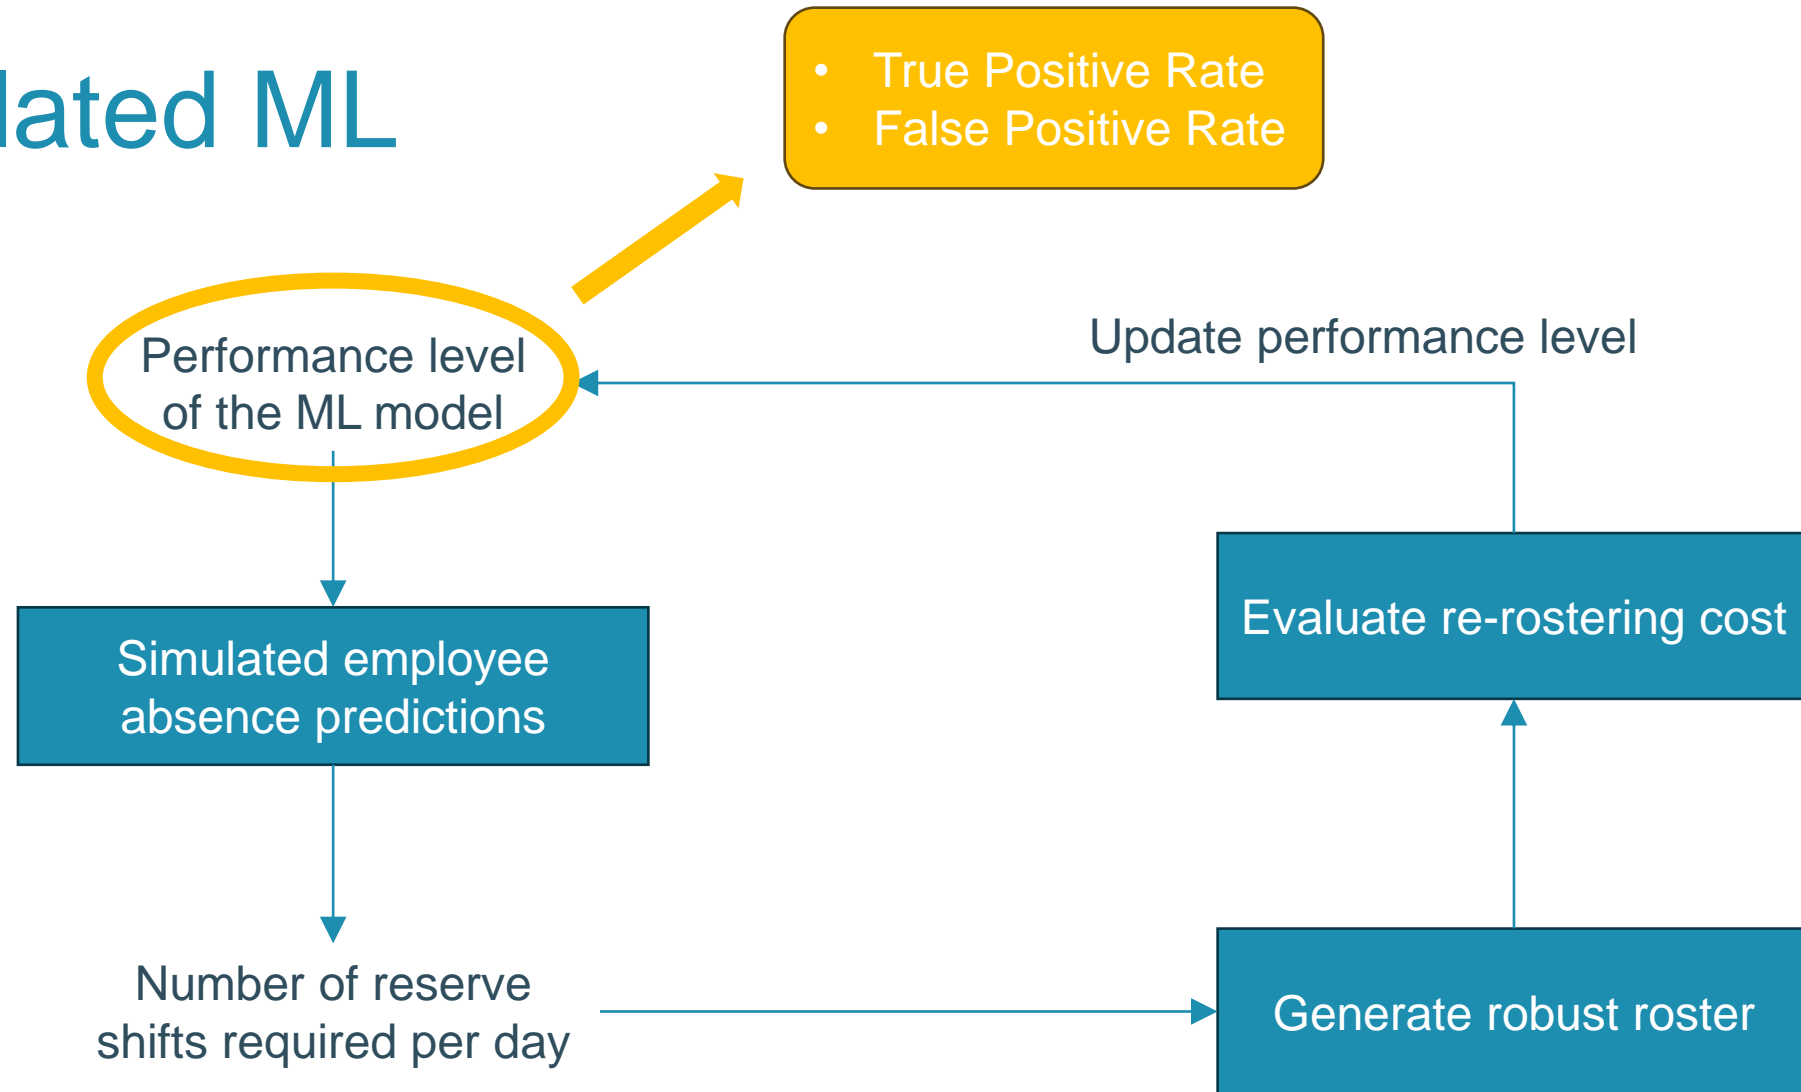 lated ML
• True Positive Rate
• False Positive Rate
Performance level
of the ML model
Update performance level
Simulated employee
absence predictions
Evaluate re-rostering cost
Number of reserve
shifts required per day
Generate robust roster